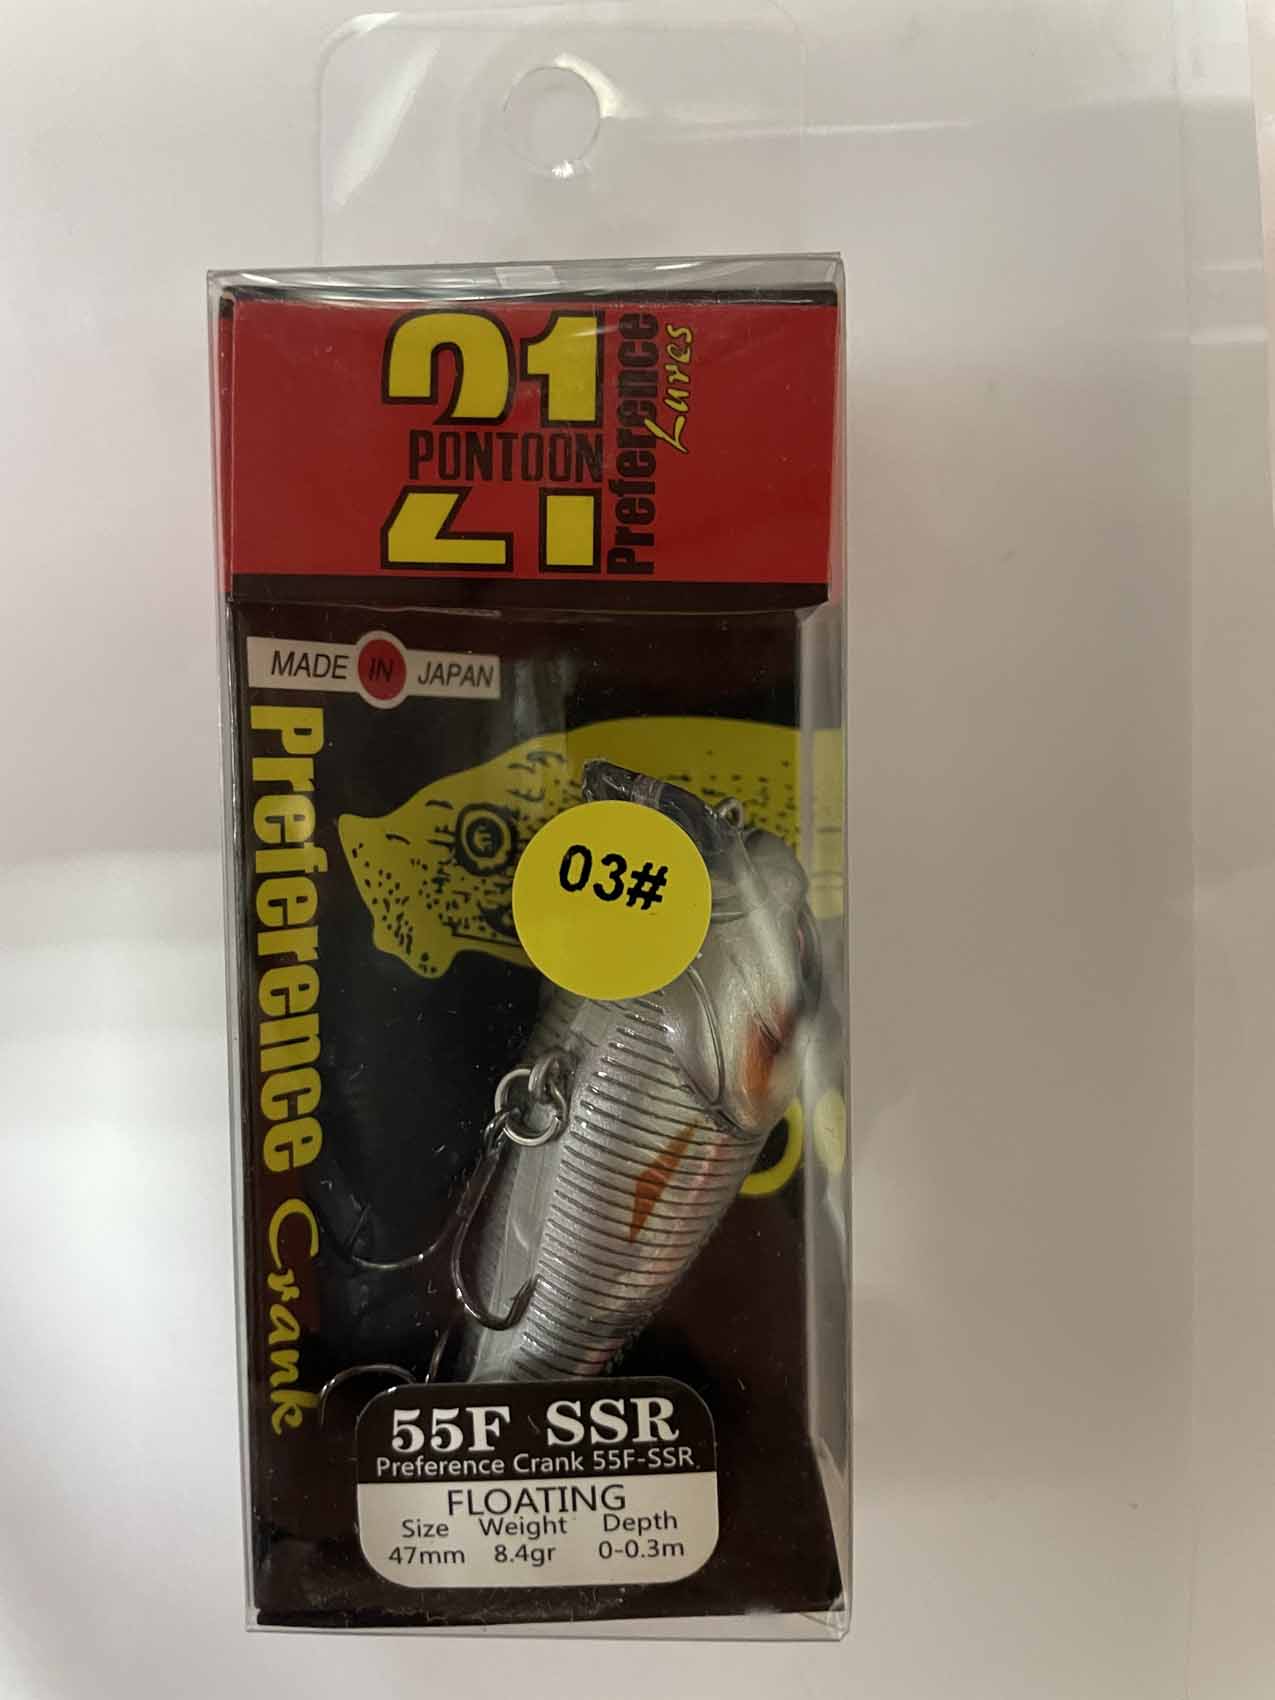 21
PONTOON
Preference
Lures
MADE IN JAPAN
Preference Crank
03#
55F SSR
Preference Crank 55F-SSR
FLOATING
Size Weight Depth
47mm 8.4gr 0-0.3m